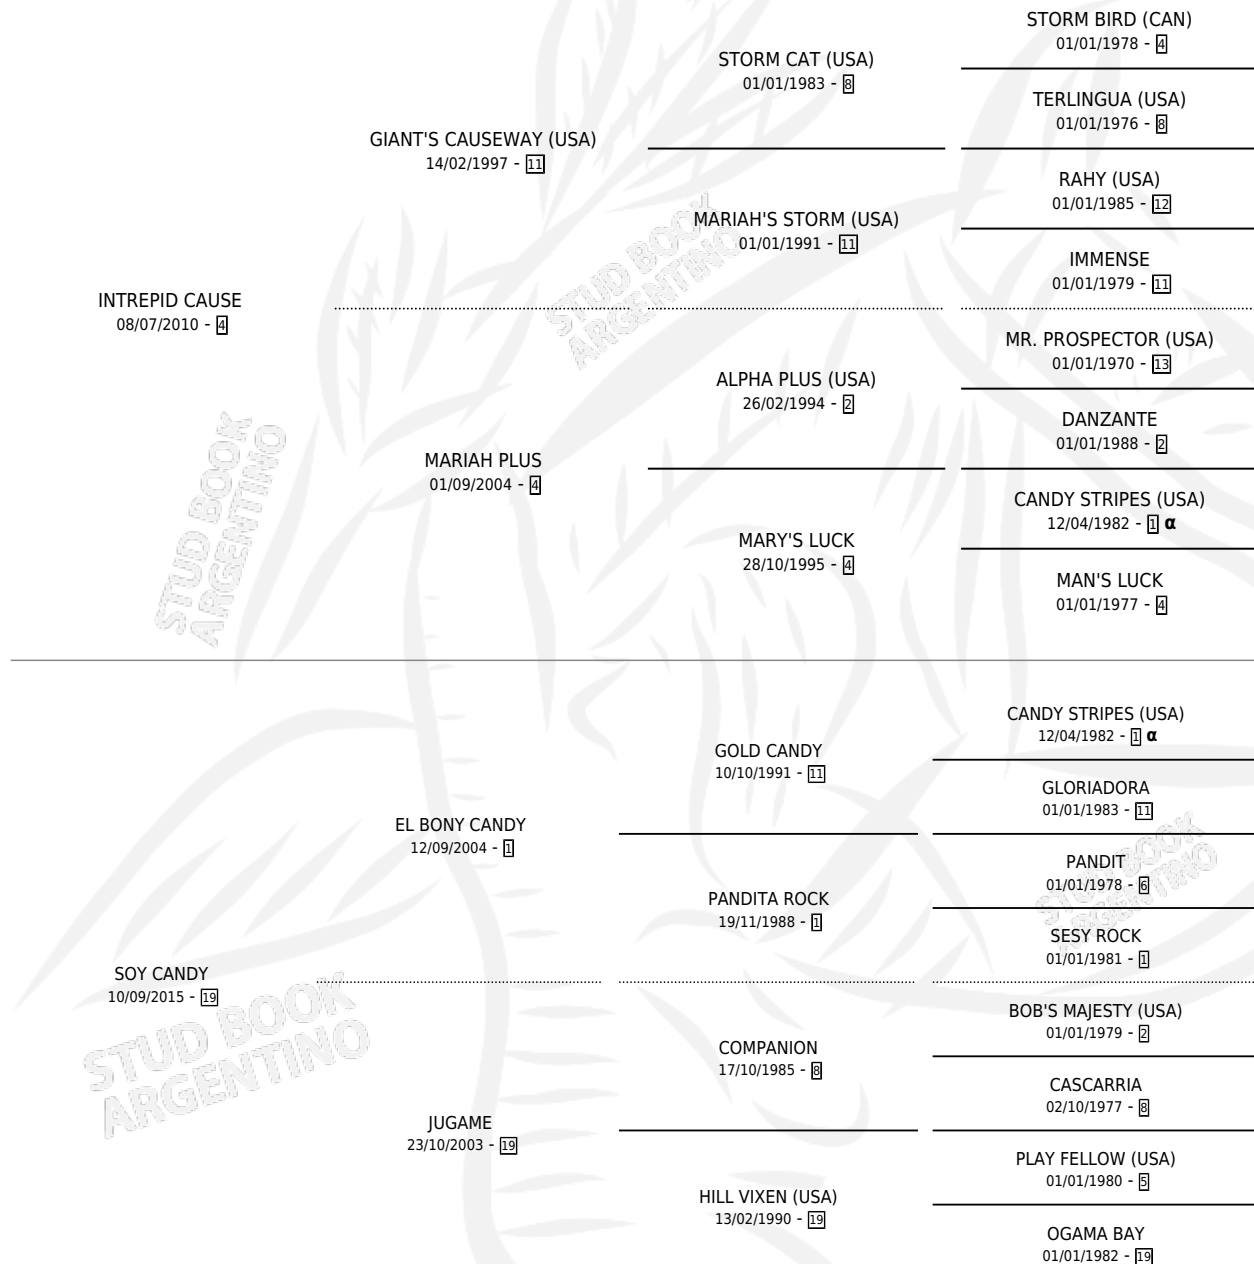 STORM BIRD (CAN)
01/01/1978 - 4
STORM CAT (USA)
01/01/1983 - 8
TERLINGUA (USA)
01/01/1976 - 8
GIANT'S CAUSEWAY (USA)
14/02/1997 - 11
RAHY (USA)
01/01/1985 - 12
MARIAH'S STORM (USA)
01/01/1991 - 11
IMMENSE
01/01/1979 - 11
INTREPID CAUSE
08/07/2010 - 4
MR. PROSPECTOR (USA)
01/01/1970 - 13
ALPHA PLUS (USA)
26/02/1994 - 2
DANZANTE
01/01/1988 - 2
MARIAH PLUS
01/09/2004 - 4
CANDY STRIPES (USA)
12/04/1982 - 1 α
MARY'S LUCK
28/10/1995 - 4
MAN'S LUCK
01/01/1977 - 4
CANDY STRIPES (USA)
12/04/1982 - 1 α
GOLD CANDY
10/10/1991 - 11
GLORIADORA
01/01/1983 - 11
EL BONY CANDY
12/09/2004 - 1
PANDIT
01/01/1978 - 6
PANDITA ROCK
19/11/1988 - 1
SESY ROCK
01/01/1981 - 1
SOY CANDY
10/09/2015 - 19
BOB'S MAJESTY (USA)
01/01/1979 - 2
COMPANION
17/10/1985 - 8
CASCARRIA
02/10/1977 - 8
JUGAME
23/10/2003 - 19
PLAY FELLOW (USA)
01/01/1980 - 5
HILL VIXEN (USA)
13/02/1990 - 19
OGAMA BAY
01/01/1982 - 19
STUD BOOK
ARGENTINO
STUD BOOK
ARGENTINO
STUD BOOK
ARGENTINO
STUD BOOK
ARGENTINO